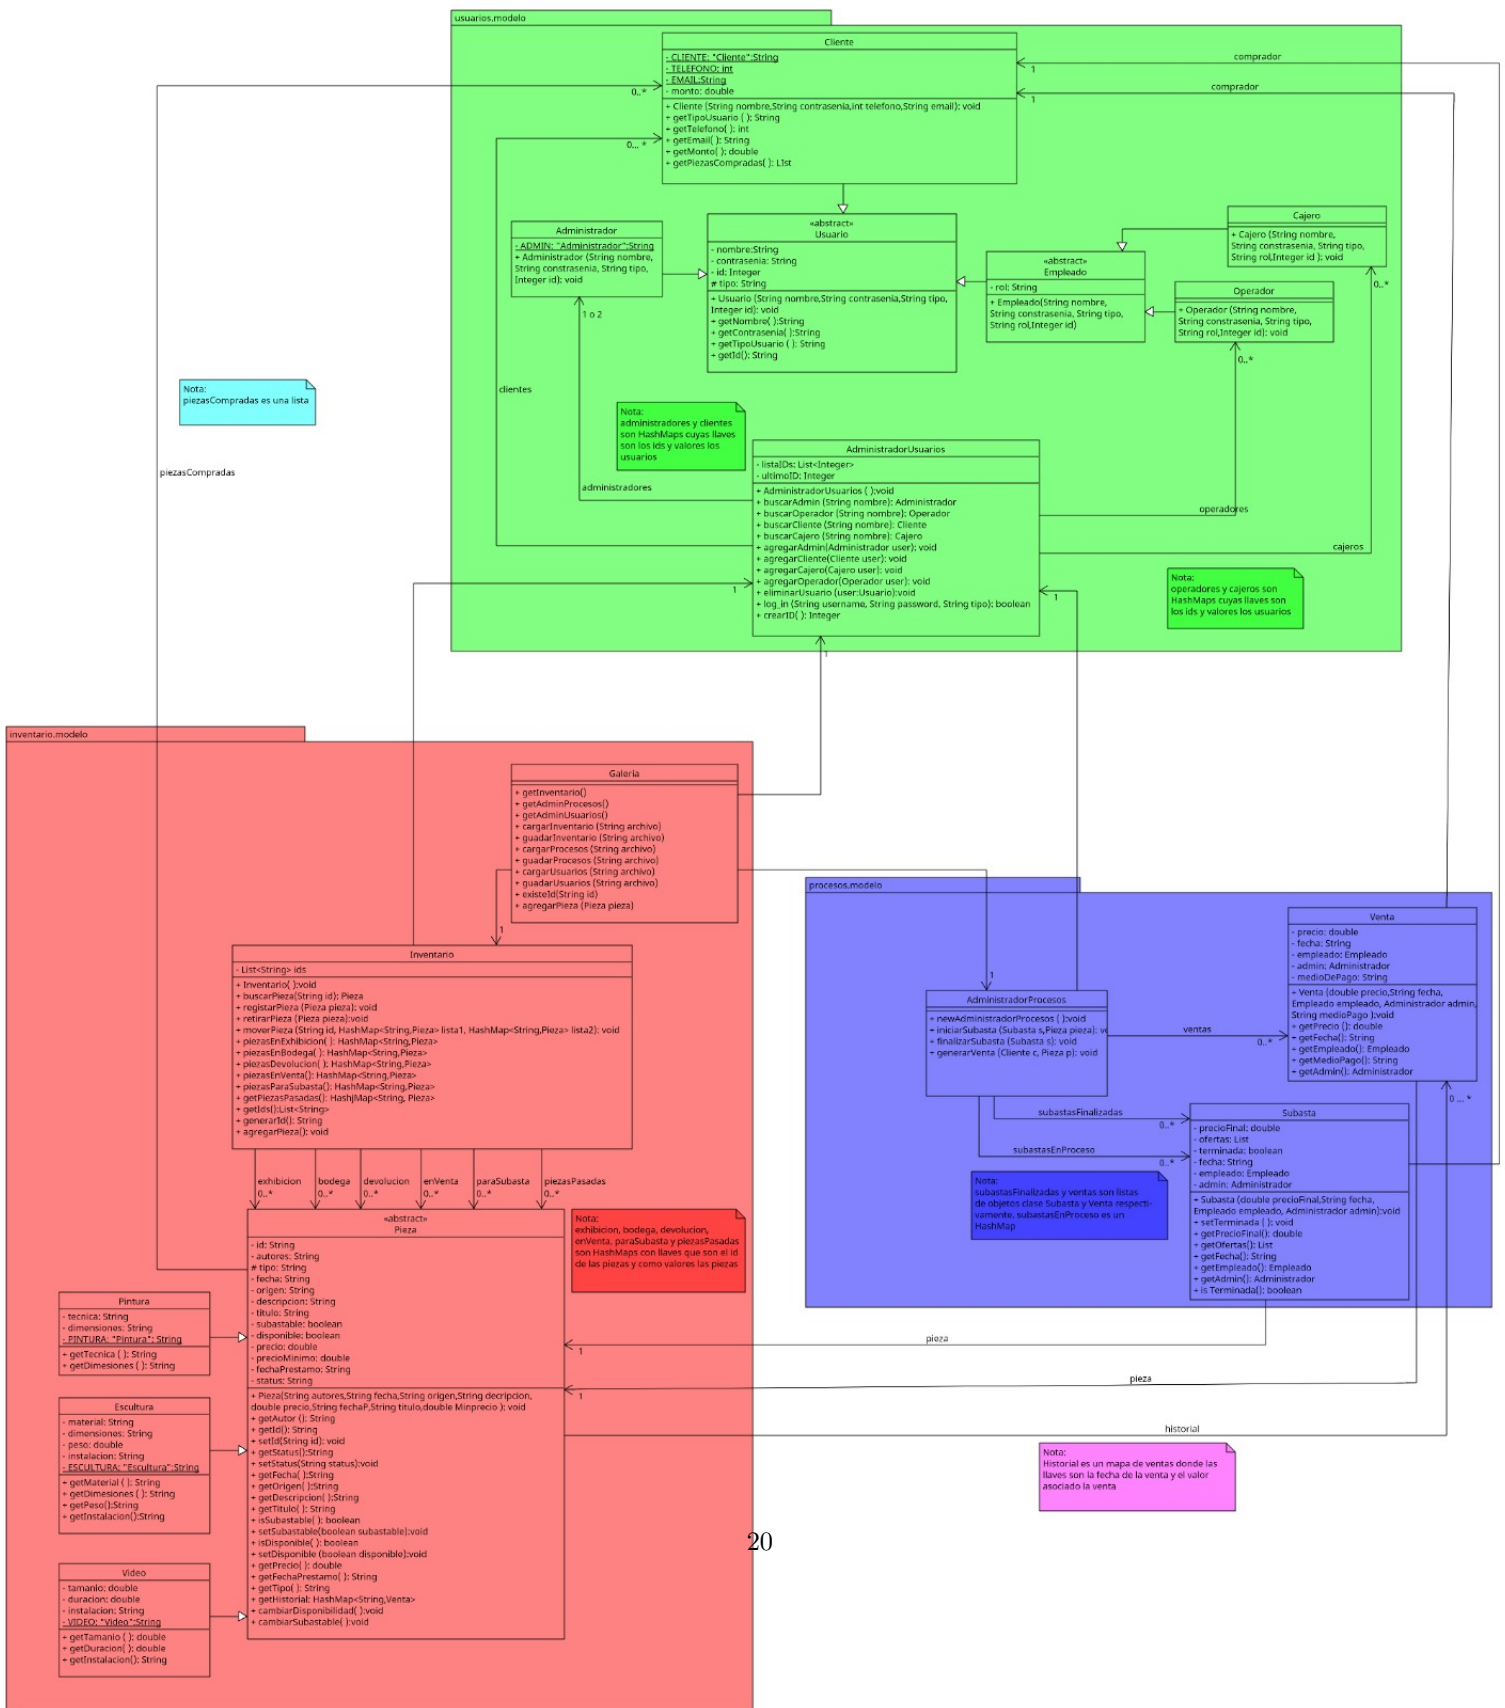 usuarios.modelo
Cliente
- CLIENTE: "Cliente":String
- TELEFONO: int
- EMAIL:String
- monto: double
+ Cliente (String nombre,String contrasenia,int telefono,String email): void
+ getTipoUsuario ( ): String
+ getTelefono( ): int
+ getEmail( ): String
+ getMonto( ): double
+ getPiezasCompradas( ): LIst
comprador
1
comprador
1
0..*
0... *
Administrador
- ADMIN: "Administrador":String
+ Administrador (String nombre,
String constrasenia, String tipo,
Integer id): void
1 o 2
«abstract»
Usuario
- nombre:String
- contrasenia: String
- id: Integer
# tipo: String
+ Usuario (String nombre,String contrasenia,String tipo,
Integer id): void
+ getNombre( ):String
+ getContrasenia( ):String
+ getTipoUsuario ( ): String
+ getId(): String
«abstract»
Empleado
- rol: String
+ Empleado(String nombre,
String constrasenia, String tipo,
String rol,Integer id)
Cajero
+ Cajero (String nombre,
String constrasenia, String tipo,
String rol,Integer id ): void
0..*
Operador
+ Operador (String nombre,
String constrasenia, String tipo,
String rol,Integer id): void
0..*
clientes
Nota:
piezasCompradas es una lista
Nota:
administradores y clientes
son HashMaps cuyas llaves
son los ids y valores los
usuarios
piezasCompradas
administradores
AdministradorUsuarios
- listaIDs: List<Integer>
- ultimoID: Integer
+ AdministradorUsuarios ( ):void
+ buscarAdmin (String nombre): Administrador
+ buscarOperador (String nombre): Operador
+ buscarCliente (String nombre): Cliente
+ buscarCajero (String nombre): Cajero
+ agregarAdmin(Administrador user): void
+ agregarCliente(Cliente user): void
+ agregarCajero(Cajero user): void
+ agregarOperador(Operador user): void
+ eliminarUsuario (user:Usuario):void
+ log_in (String username, String password, String tipo): boolean
+ crearID( ): Integer
operadores
cajeros
1
1
1
Nota:
operadores y cajeros son
HashMaps cuyas llaves son
los ids y valores los usuarios
inventario.modelo
Galeria
+ getInventario()
+ getAdminProcesos()
+ getAdminUsuarios()
+ cargarInventario (String archivo)
+ guadarInventario (String archivo)
+ cargarProcesos (String archivo)
+ guadarProcesos (String archivo)
+ cargarUsuarios (String archivo)
+ guadarUsuarios (String archivo)
+ existeId(String id)
+ agregarPieza (Pieza pieza)
1
1
Inventario
- List<String> ids
+ Inventario( ):void
+ buscarPieza(String id): Pieza
+ registarPieza (Pieza pieza): void
+ retirarPieza (Pieza pieza):void
+ moverPieza (String id, HashMap<String,Pieza> lista1, HashMap<String,Pieza> lista2): void
+ piezasEnExhibicion( ): HashMap<String,Pieza>
+ piezasEnBodega( ): HashMap<String,Pieza>
+ piezasDevolucion( ): HashMap<String,Pieza>
+ piezasEnVenta(): HashMap<String,Pieza>
+ piezasParaSubasta(): HashMap<String,Pieza>
+ getPiezasPasadas(): HashjMap<String, Pieza>
+ getIds():List<String>
+ generarId(): String
+ agregarPieza(): void
exhibicion
0..*
bodega
0..*
devolucion
0..*
enVenta
0..*
paraSubasta
0..*
piezasPasadas
0..*
procesos.modelo
AdministradorProcesos
+ newAdministradorProcesos ( ):void
+ iniciarSubasta (Subasta s,Pieza pieza): vo
+ finalizarSubasta (Subasta s): void
+ generarVenta (Cliente c, Pieza p): void
ventas
0..*
Venta
- precio: double
- fecha: String
- empleado: Empleado
- admin: Administrador
- medioDePago: String
+ Venta (double precio,String fecha,
Empleado empleado, Administrador admin,
String medioPago ):void
+ getPrecio (): double
+ getFecha(): String
+ getEmpleado(): Empleado
+ getMedioPago(): String
+ getAdmin(): Administrador
0 ... *
subastasFinalizadas
0..*
subastasEnProceso
0..*
Subasta
- precioFinal: double
- ofertas: List
- terminada: boolean
- fecha: String
- empleado: Empleado
- admin: Administrador
+ Subasta (double precioFinal,String fecha,
Empleado empleado, Administrador admin):void
+ setTerminada ( ): void
+ getPrecioFinal(): double
+ getOfertas(): List
+ getFecha(): String
+ getEmpleado(): Empleado
+ getAdmin(): Administrador
+ is Terminada(): boolean
Nota:
subastasFinalizadas y ventas son listas
de objetos clase Subasta y Venta respecti-
vamente. subastasEnProceso es un
HashMap
«abstract»
Pieza
- id: String
- autores: String
# tipo: String
- fecha: String
- origen: String
- descripcion: String
- titulo: String
- subastable: boolean
- disponible: boolean
- precio: double
- precioMinimo: double
- fechaPrestamo: String
- status: String
+ Pieza(String autores,String fecha,String origen,String decripcion,
double precio,String fechaP,String titulo,double Minprecio ): void
+ getAutor (): String
+ getId(): String
+ setId(String id): void
+ getStatus():String
+ setStatus(String status):void
+ getFecha( ):String
+ getOrigen( ):String
+ getDescripcion( ):String
+ getTitulo( ): String
+ isSubastable( ): boolean
+ setSubastable(boolean subastable):void
+ isDisponible( ): boolean
+ setDisponible (boolean disponible):void
+ getPrecio( ): double
+ getFechaPrestamo( ): String
+ getTipo( ): String
+ getHistorial: HashMap<String,Venta>
+ cambiarDisponibilidad( ):void
+ cambiarSubastable( ):void
Nota:
exhibicion, bodega, devolucion,
enVenta, paraSubasta y piezasPasadas
son HashMaps con llaves que son el id
de las piezas y como valores las piezas
Pintura
- tecnica: String
- dimensiones: String
- PINTURA: "Pintura": String
+ getTecnica ( ): String
+ getDimesiones ( ): String
Escultura
- material: String
- dimensiones: String
- peso: double
- instalacion: String
- ESCULTURA: "Escultura":String
+ getMaterial ( ): String
+ getDimesiones ( ): String
+ getPeso():String
+ getInstalacion():String
Video
- tamanio: double
- duracion: double
- instalacion: String
- VIDEO: "Video":String
+ getTamanio ( ): double
+ getDuracion( ): double
+ getInstalacion(): String
pieza
1
pieza
1
historial
Nota:
Historial es un mapa de ventas donde las
llaves son la fecha de la venta y el valor
asociado la venta
20